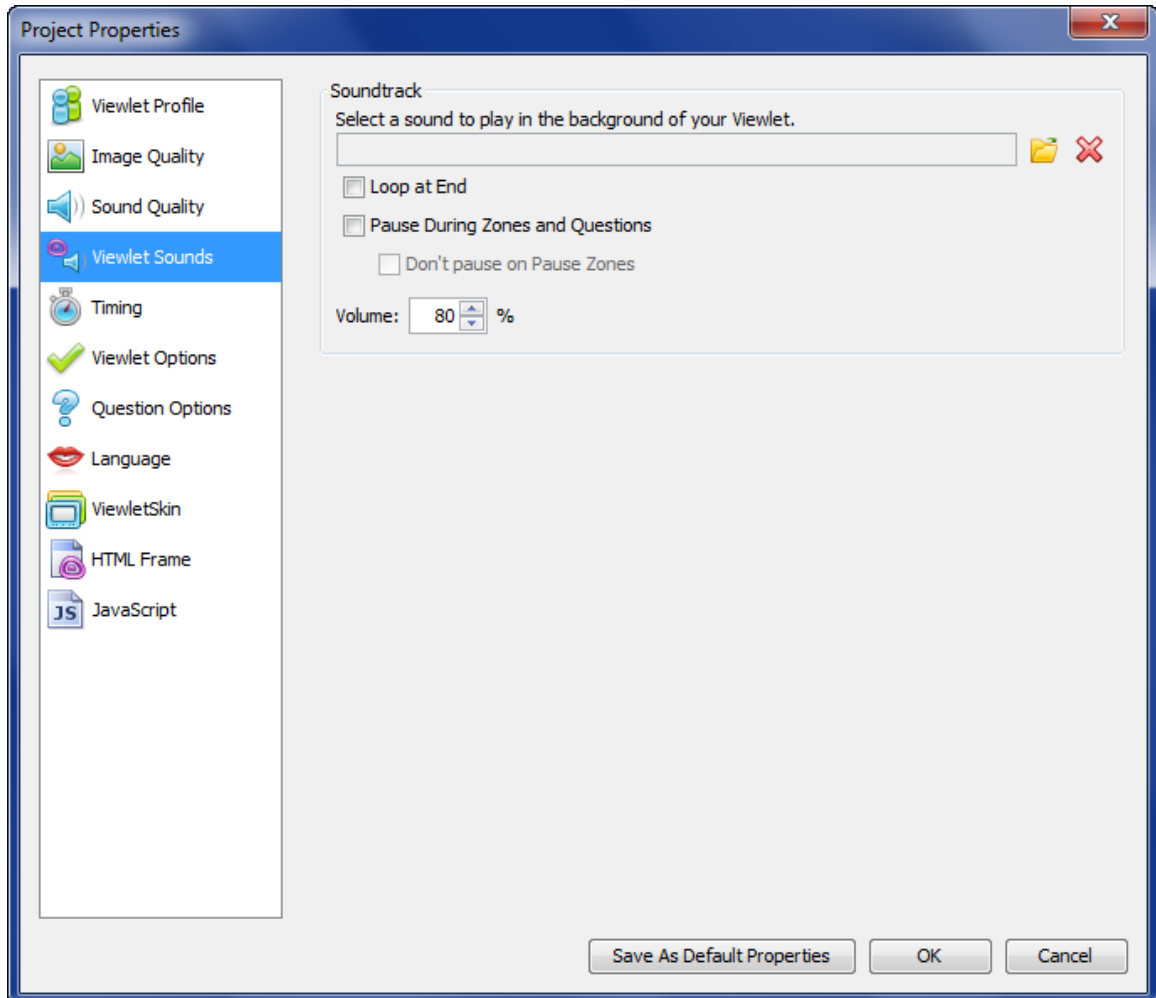 Project Properties
Viewlet Profile
Image Quality
Sound Quality
Viewlet Sounds
Timing
Viewlet Options
Question Options
Language
ViewletSkin
HTML Frame
JS JavaScript
Soundtrack
Select a sound to play in the background of your Viewlet.
Loop at End
Pause During Zones and Questions
Don't pause on Pause Zones
Volume: 80 %
Save As Default Properties OK Cancel